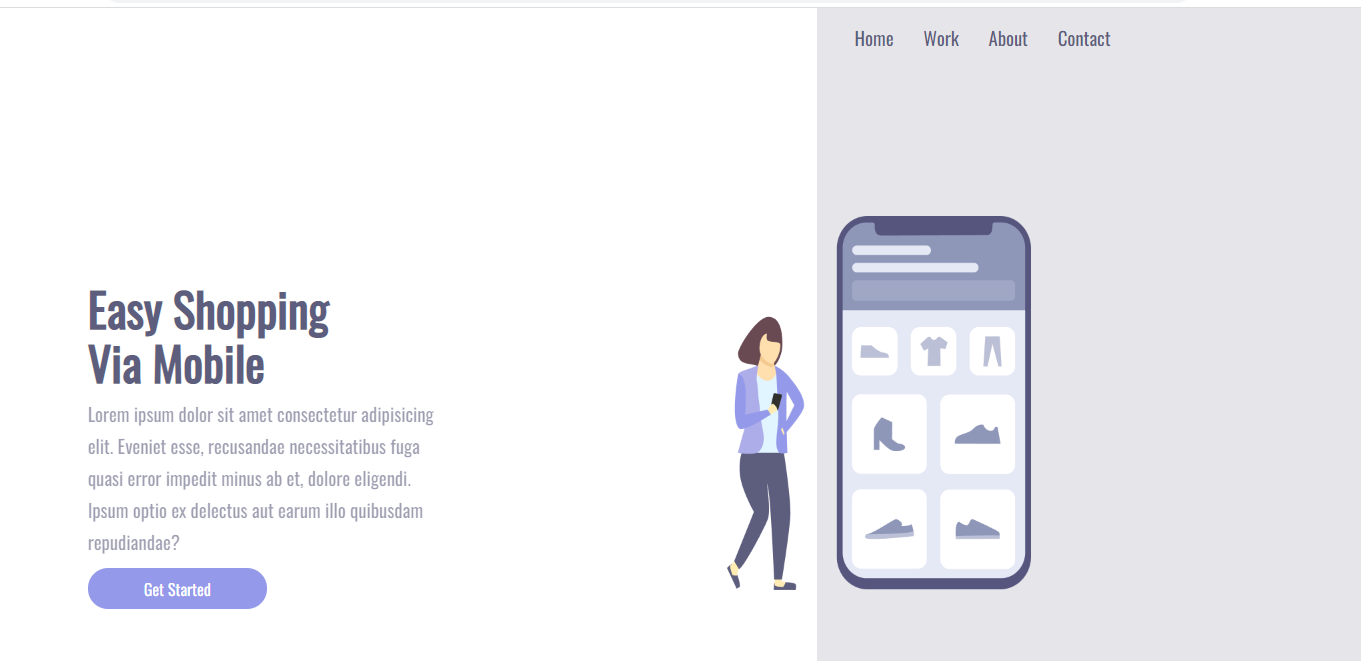 Home Work About Contact
Easy Shopping
Via Mobile
Lorem ipsum dolor sit amet consectetur adipisicing
elit. Eveniet esse, recusandae necessitatibus fuga
quasi error impedit minus ab et, dolore eligendi.
Ipsum optio ex delectus aut earum illo quibusdam
repudiandae?
Get Started